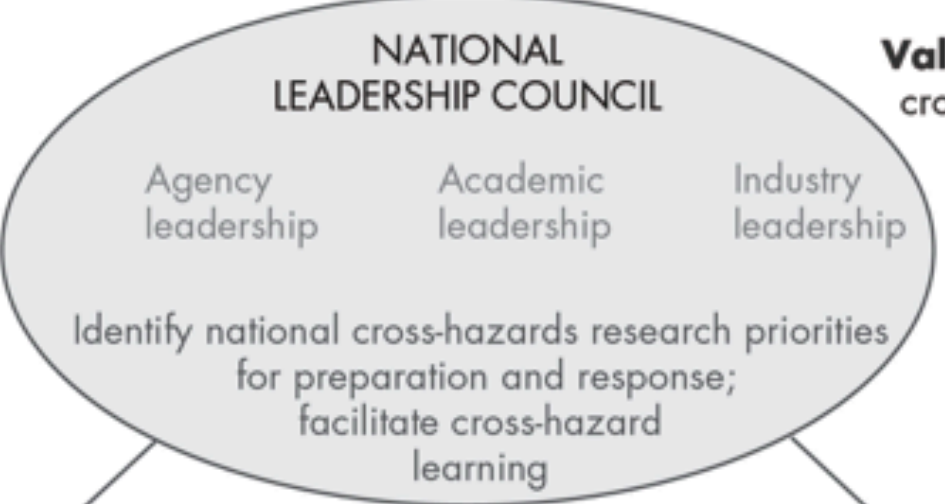 NATIONAL
LEADERSHIP COUNCIL
Agency
leadership
Academic
leadership
Industry
leadership
Identify national cross-hazards research priorities
for preparation and response;
facilitate cross-hazard
learning